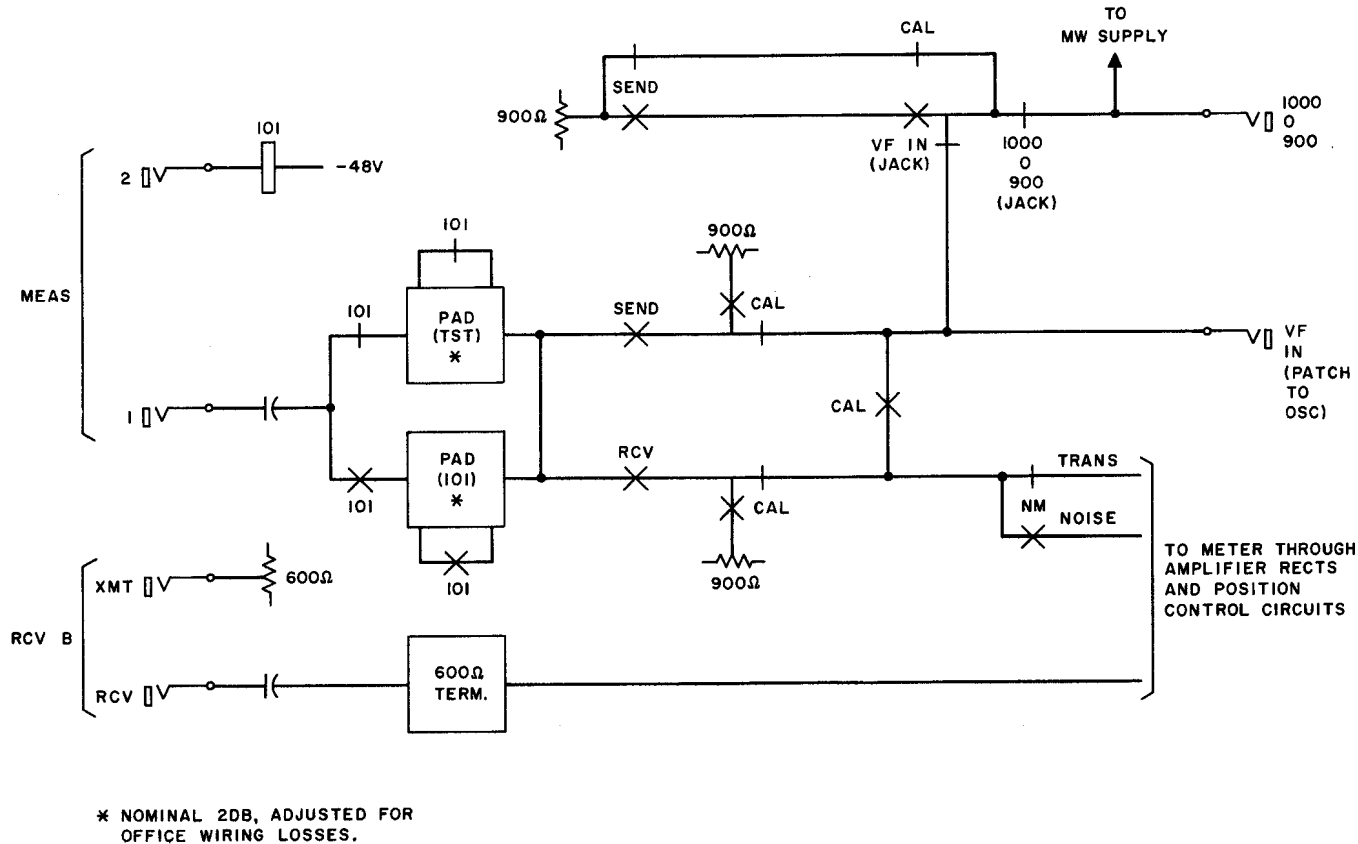 TO
MW SUPPLY
CAL
SEND
900Ω
VF IN
(JACK)
1000
0
900
(JACK)
1000
0
900
101
2
-48V
MEAS
101
900Ω
101
PAD
(TST)
*
SEND
CAL
VF
IN
(PATCH
TO
OSC)
1
CAL
101
PAD
(101)
*
101
RCV
CAL
900Ω
TRANS
NM
NOISE
TO METER THROUGH
AMPLIFIER RECTS
AND POSITION
CONTROL CIRCUITS
XMT
600Ω
RCV B
RCV
600Ω
TERM.
* NOMINAL 2DB, ADJUSTED FOR
OFFICE WIRING LOSSES.